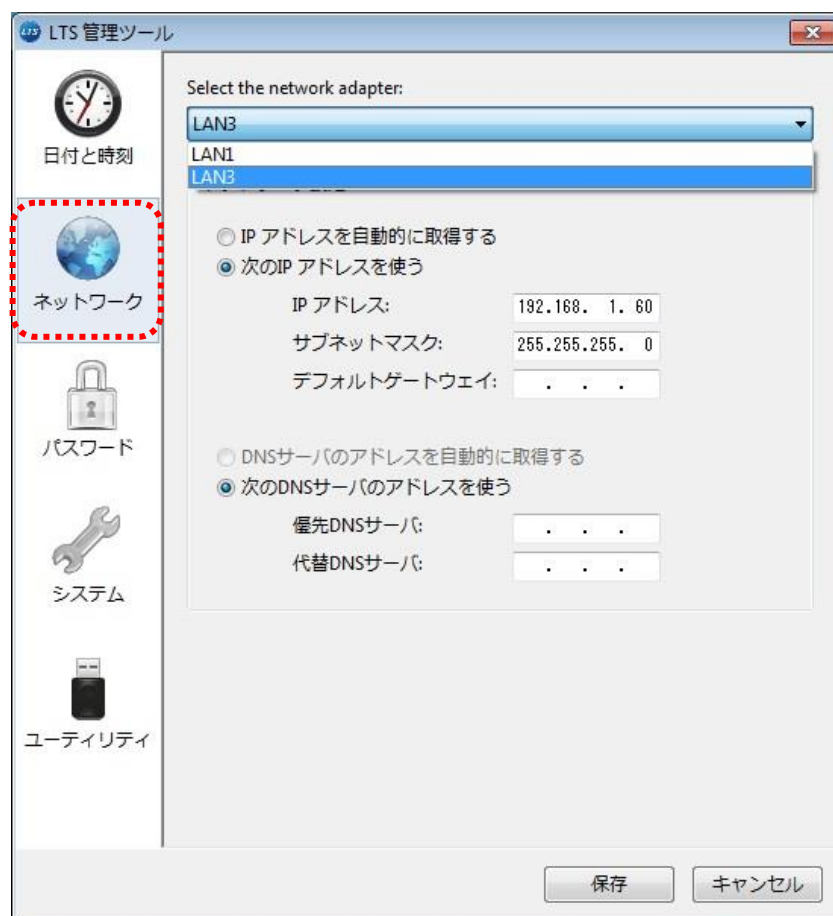 LTS 管理ツール
Select the network adapter:
LAN3
LAN1
LAN3
日付と時刻
IP アドレスを自動的に取得する
次のIP アドレスを使う
ネットワーク
IP アドレス: 192.168. 1. 60
サブネットマスク: 255.255.255. 0
デフォルトゲートウェイ: . . .
パスワード
DNSサーバのアドレスを自動的に取得する
次のDNSサーバのアドレスを使う
優先DNSサーバ: . . .
代替DNSサーバ: . . .
システム
ユーティリティ
保存
キャンセル